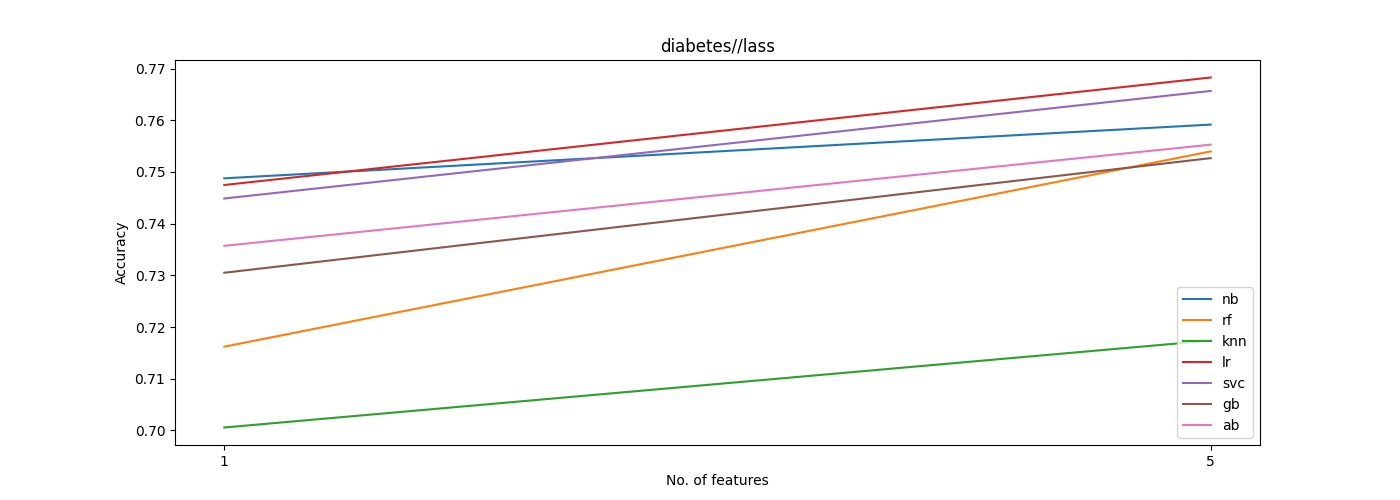 diabetes//lass
Accuracy
0.77
0.76
0.75
0.74
0.73
0.72
0.71
0.70
nb
rf
knn
lr
svc
gb
ab
1
5
No. of features